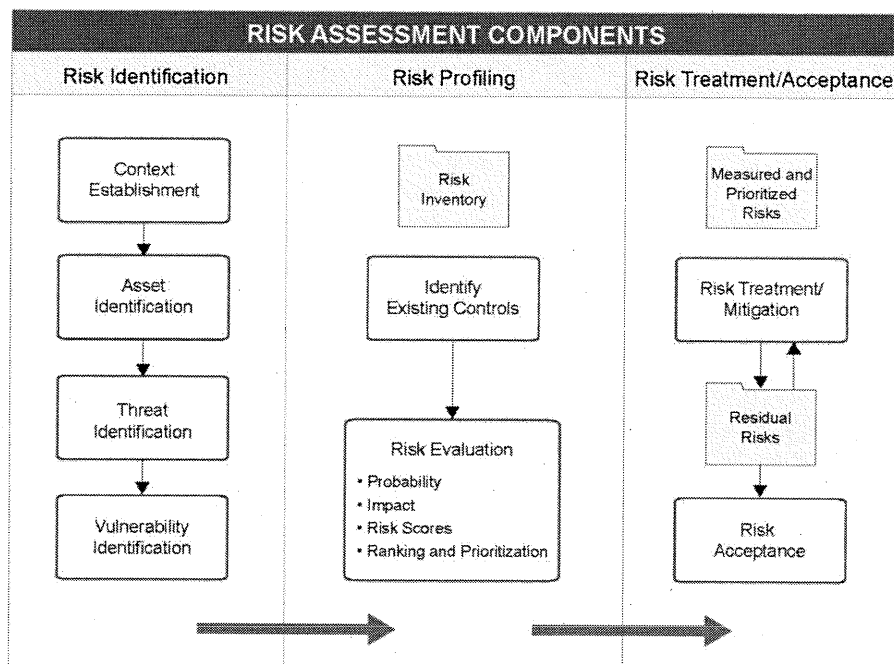 RISK ASSESSMENT COMPONENTS
Risk Identification
Risk Profiling
Risk Treatment/Acceptance
Context
Establishment
Asset
Identification
Threat
Identification
Vulnerability
Identification
Risk
Inventory
Identify
Existing Controls
Risk Evaluation
• Probability
• Impact
• Risk Scores
• Ranking and Prioritization
Measured and
Prioritized
Risks
Risk Treatment/
Mitigation
Residual
Risks
Risk
Acceptance